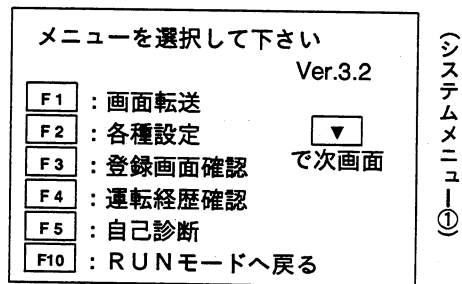 メニューを選択して下さい
Ver.3.2
F1：画面転送
F2：各種設定
F3：登録画面確認
F4：運転経歴確認
F5：自己診断
F10：RUNモードへ戻る
▼
で次画面
(システムメニュー①)